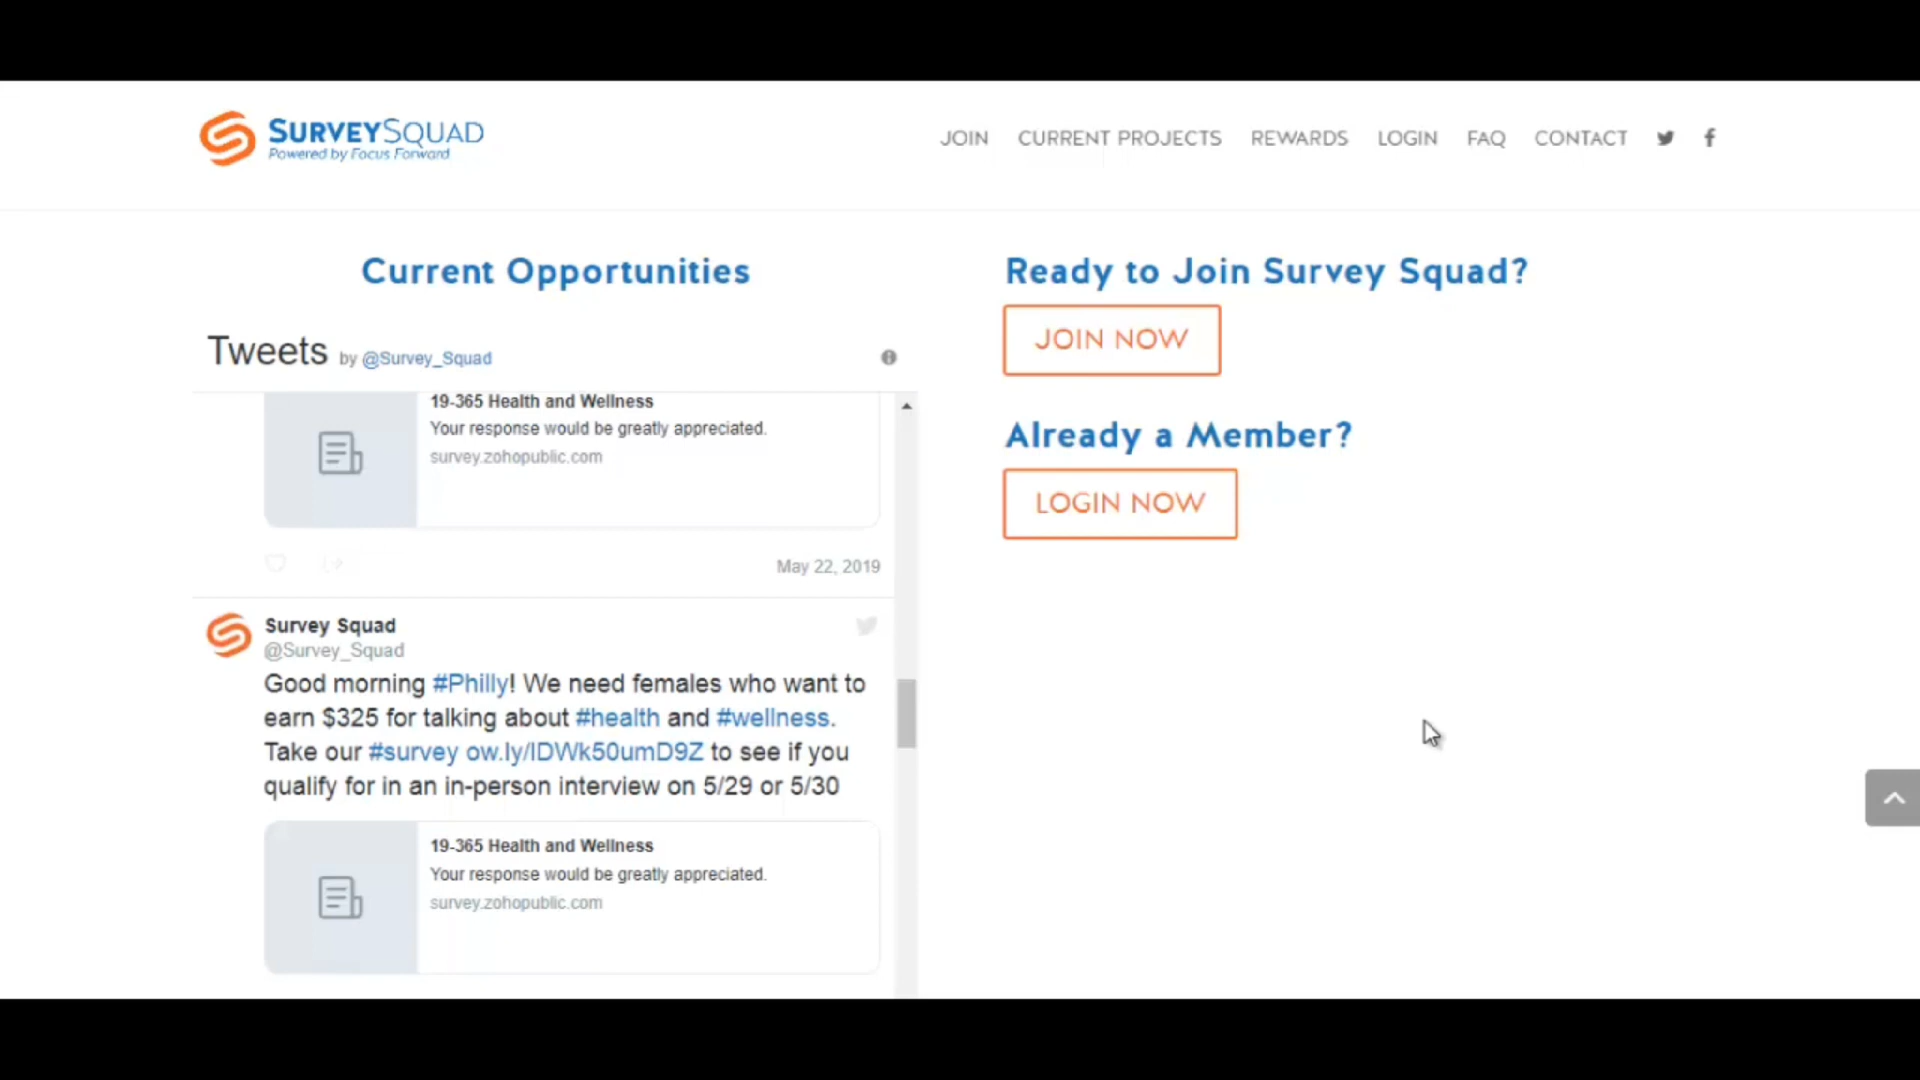 SURVEYSQUAD
Powered by Focus Forward
JOIN CURRENT PROJECTS REWARDS LOGIN FAQ CONTACT
Current Opportunities
Tweets by @Survey_Squad
19-365 Health and Wellness
Your response would be greatly appreciated.
survey.zohopublic.com
May 22, 2019
Survey Squad
@Survey_Squad
Good morning #Philly! We need females who want to
earn $325 for talking about #health and #wellness.
Take our #survey ow.ly/IDWk50umD9Z to see if you
qualify for in an in-person interview on 5/29 or 5/30
19-365 Health and Wellness
Your response would be greatly appreciated.
survey.zohopublic.com
Ready to Join Survey Squad?
JOIN NOW
Already a Member?
LOGIN NOW